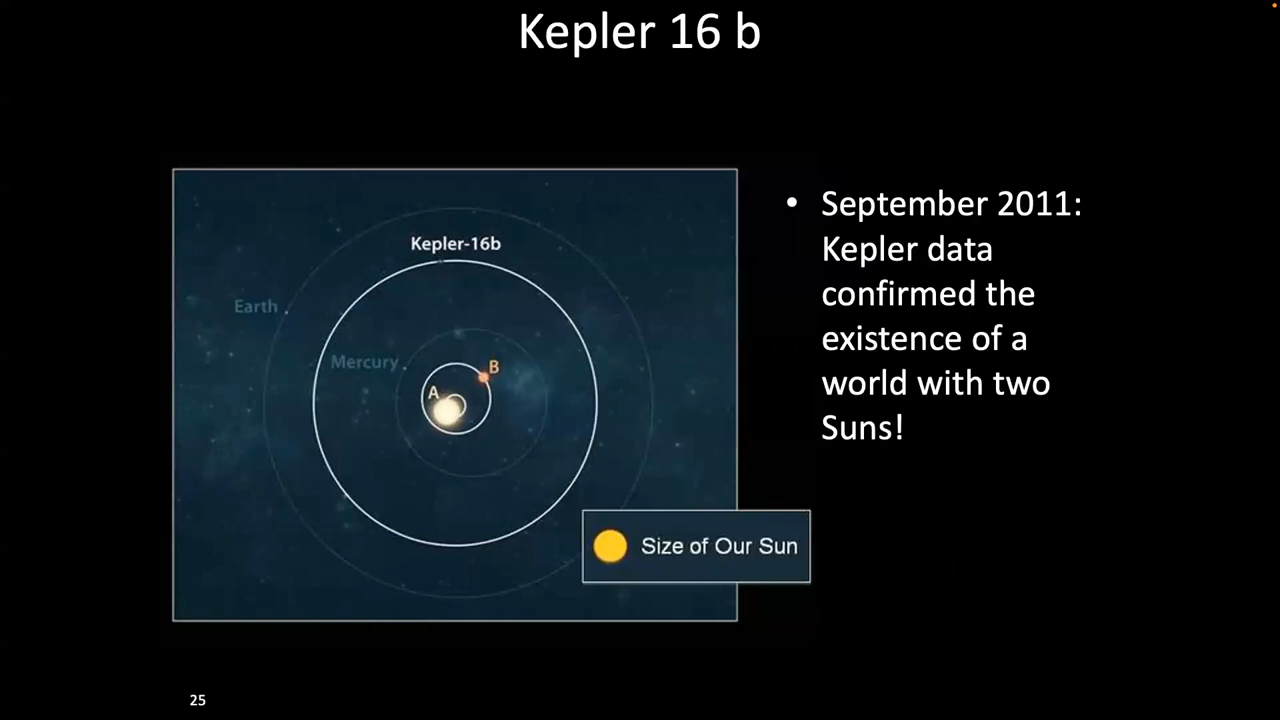 Kepler 16 b
Kepler-16b
Earth
Mercury
B
A
Size of Our Sun
• September 2011:
Kepler data
confirmed the
existence of a
world with two
Suns!
25